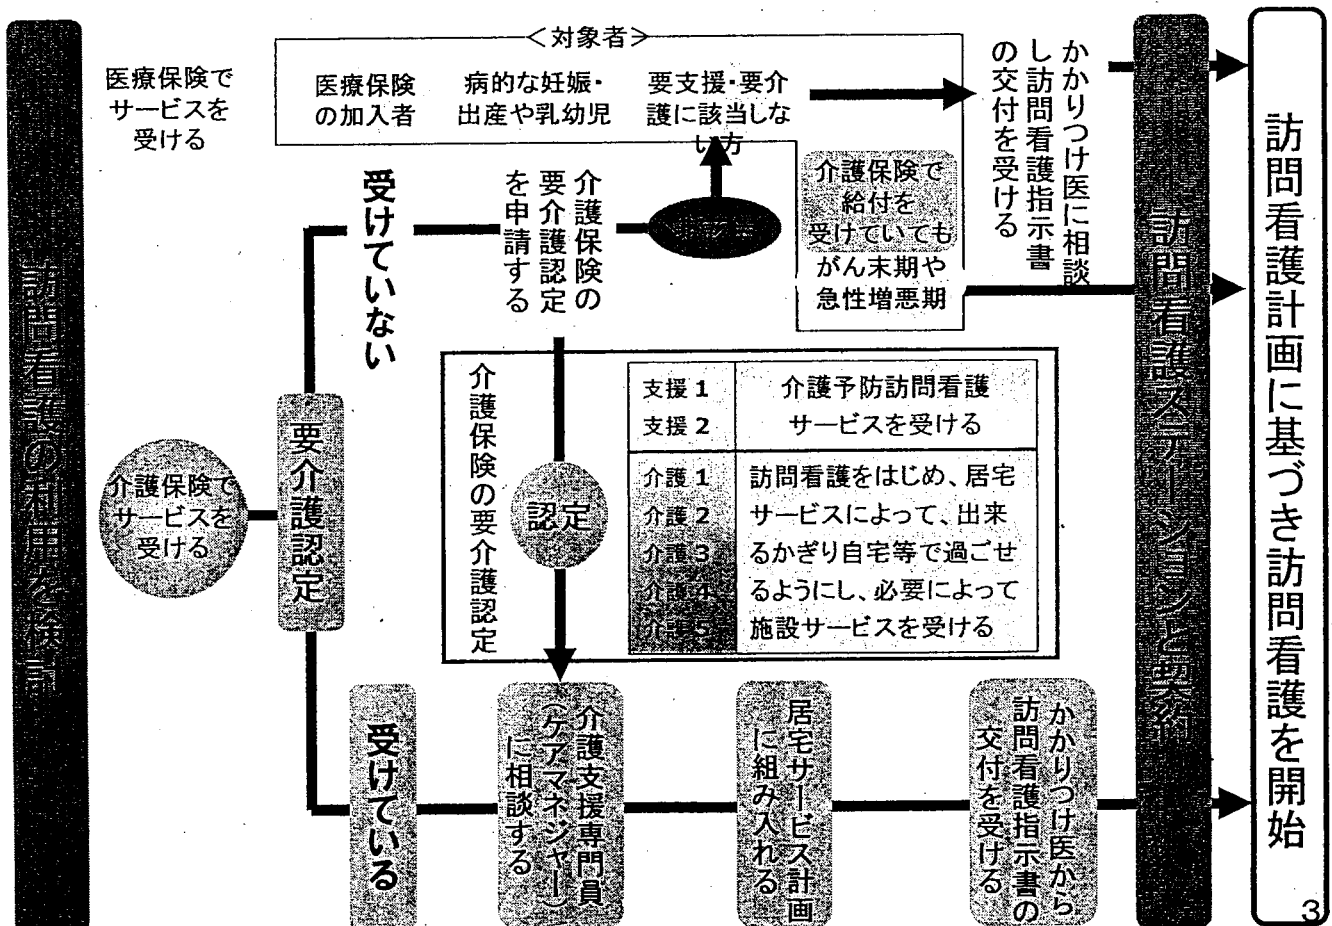 訪問看護の利用を検討
医療保険で
サービスを
受ける
<対象者>
医療保険
の加入者
病的な妊娠・
出産や乳幼児
要支援・要介
護に該当しな
い方
介護保険で
給付を
受けていても
がん末期や
急性増悪期
かかりつけ医に相談
し訪問看護指示書
の交付を受ける
受けていない
介護保険の
要介護認定
を申請する
介護保険で
サービスを
受ける
要介護認定
介護保険の要介護認定
認定
支援1
支援2
介護予防訪問看護
サービスを受ける
介護1
介護2
介護3
介護4
介護5
訪問看護をはじめ、居宅
サービスによって、出来
るかぎり自宅等で過ごせ
るようにし、必要によって
施設サービスを受ける
受けている
介護支援専門員
(ケアマネジャー)
に相談する
居宅サービス計画
に組み入れる
かかりつけ医から
訪問看護指示書の
交付を受ける
訪問看護ステーションと契約
訪問看護計画に基づき訪問看護を開始
3